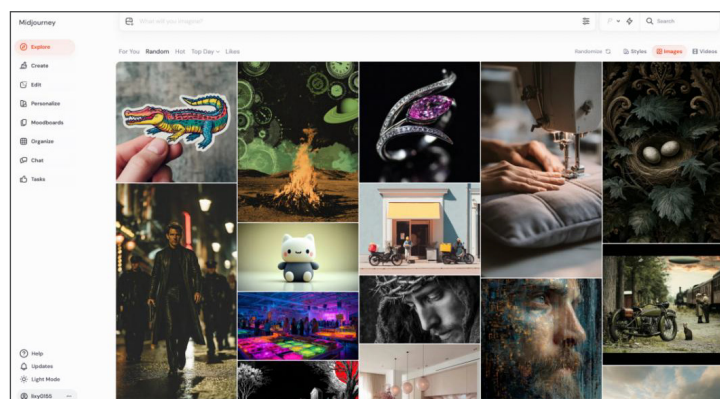 Midjourney
What will you imagine?
Search
Explore
Create
Edit
Personalize
Moodboards
Organize
Chat
Tasks
For You Random Hot Top Day Likes
Randomize Styles Images Videos
Help
Updates
Light Mode